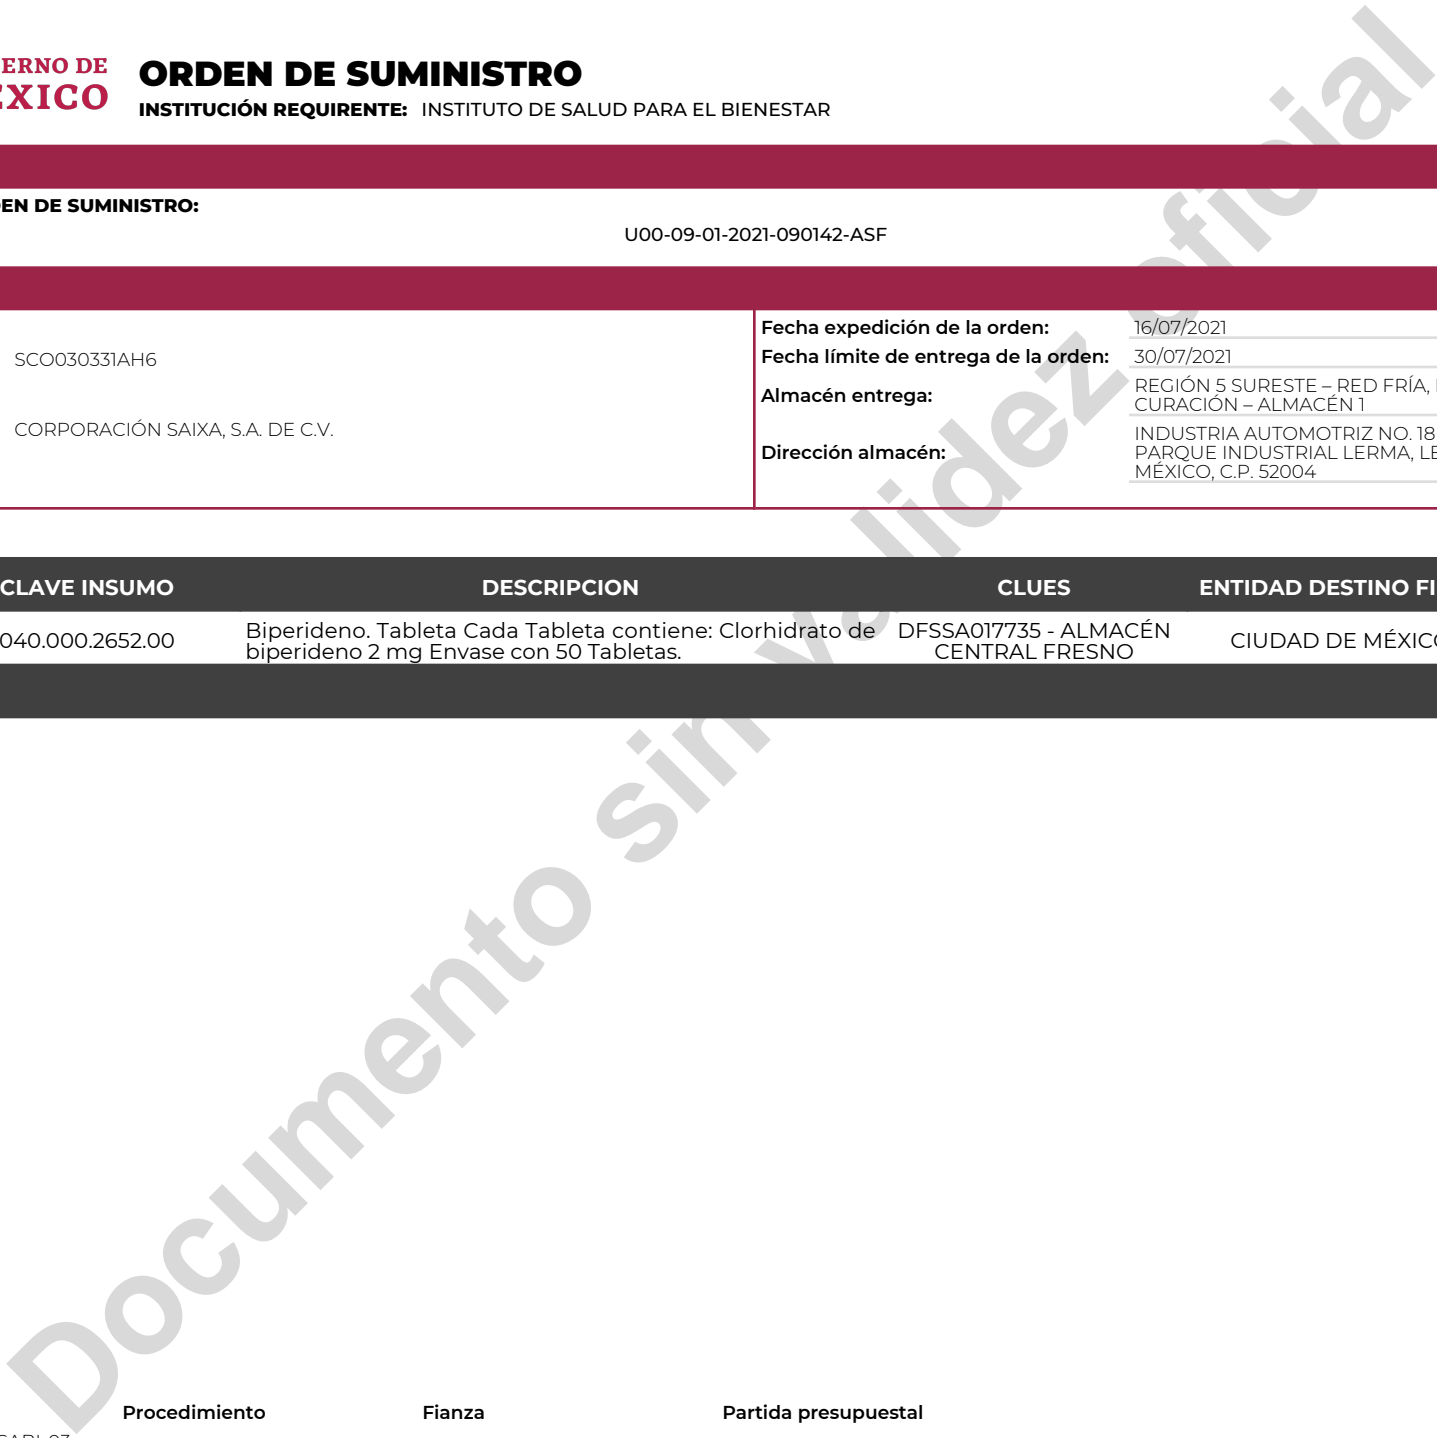 ERNO DE
ÉXICO
ORDEN DE SUMINISTRO
INSTITUCIÓN REQUIRENTE: INSTITUTO DE SALUD PARA EL BIENESTAR
EN DE SUMINISTRO:
U00-09-01-2021-090142-ASF
SCO030331AH6
CORPORACIÓN SAIXA, S.A. DE C.V.
Fecha expedición de la orden: 16/07/2021
Fecha límite de entrega de la orden: 30/07/2021
Almacén entrega: REGIÓN 5 SURESTE – RED FRÍA,
CURACIÓN – ALMACÉN 1
Dirección almacén: INDUSTRIA AUTOMOTRIZ NO. 18
PARQUE INDUSTRIAL LERMA, LE
MÉXICO, C.P. 52004
CLAVE INSUMO DESCRIPCION CLUES ENTIDAD DESTINO FI
040.000.2652.00 Biperideno. Tableta Cada Tableta contiene: Clorhidrato de biperideno 2 mg Envase con 50 Tabletas. DFSSA017735 - ALMACÉN CENTRAL FRESNO CIUDAD DE MÉXICO
Documento sin validez oficial
Procedimiento Fianza Partida presupuestal